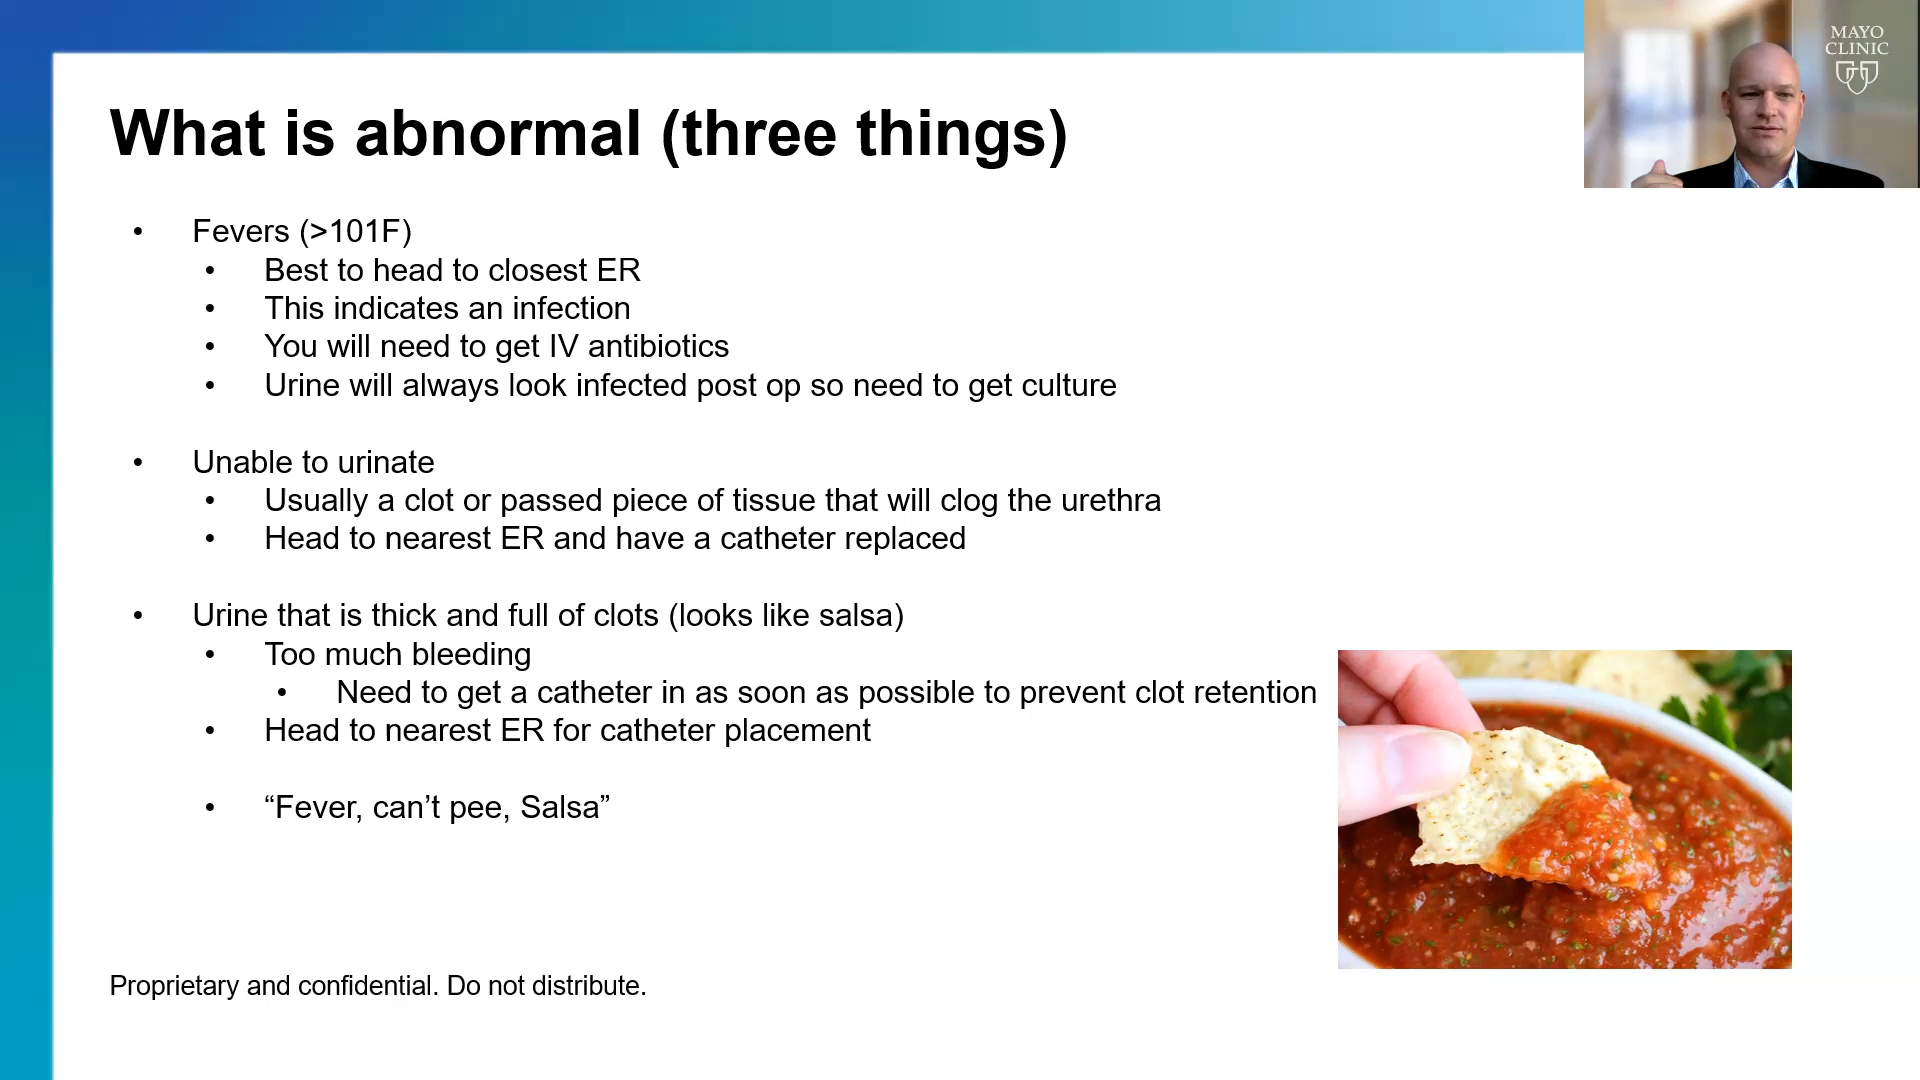 MAYO
CLINIC
What is abnormal (three things)
• Fevers (>101F)
• Best to head to closest ER
• This indicates an infection
• You will need to get IV antibiotics
• Urine will always look infected post op so need to get culture
• Unable to urinate
• Usually a clot or passed piece of tissue that will clog the urethra
• Head to nearest ER and have a catheter replaced
• Urine that is thick and full of clots (looks like salsa)
• Too much bleeding
• Need to get a catheter in as soon as possible to prevent clot retention
• Head to nearest ER for catheter placement
• “Fever, can’t pee, Salsa”
Proprietary and confidential. Do not distribute.